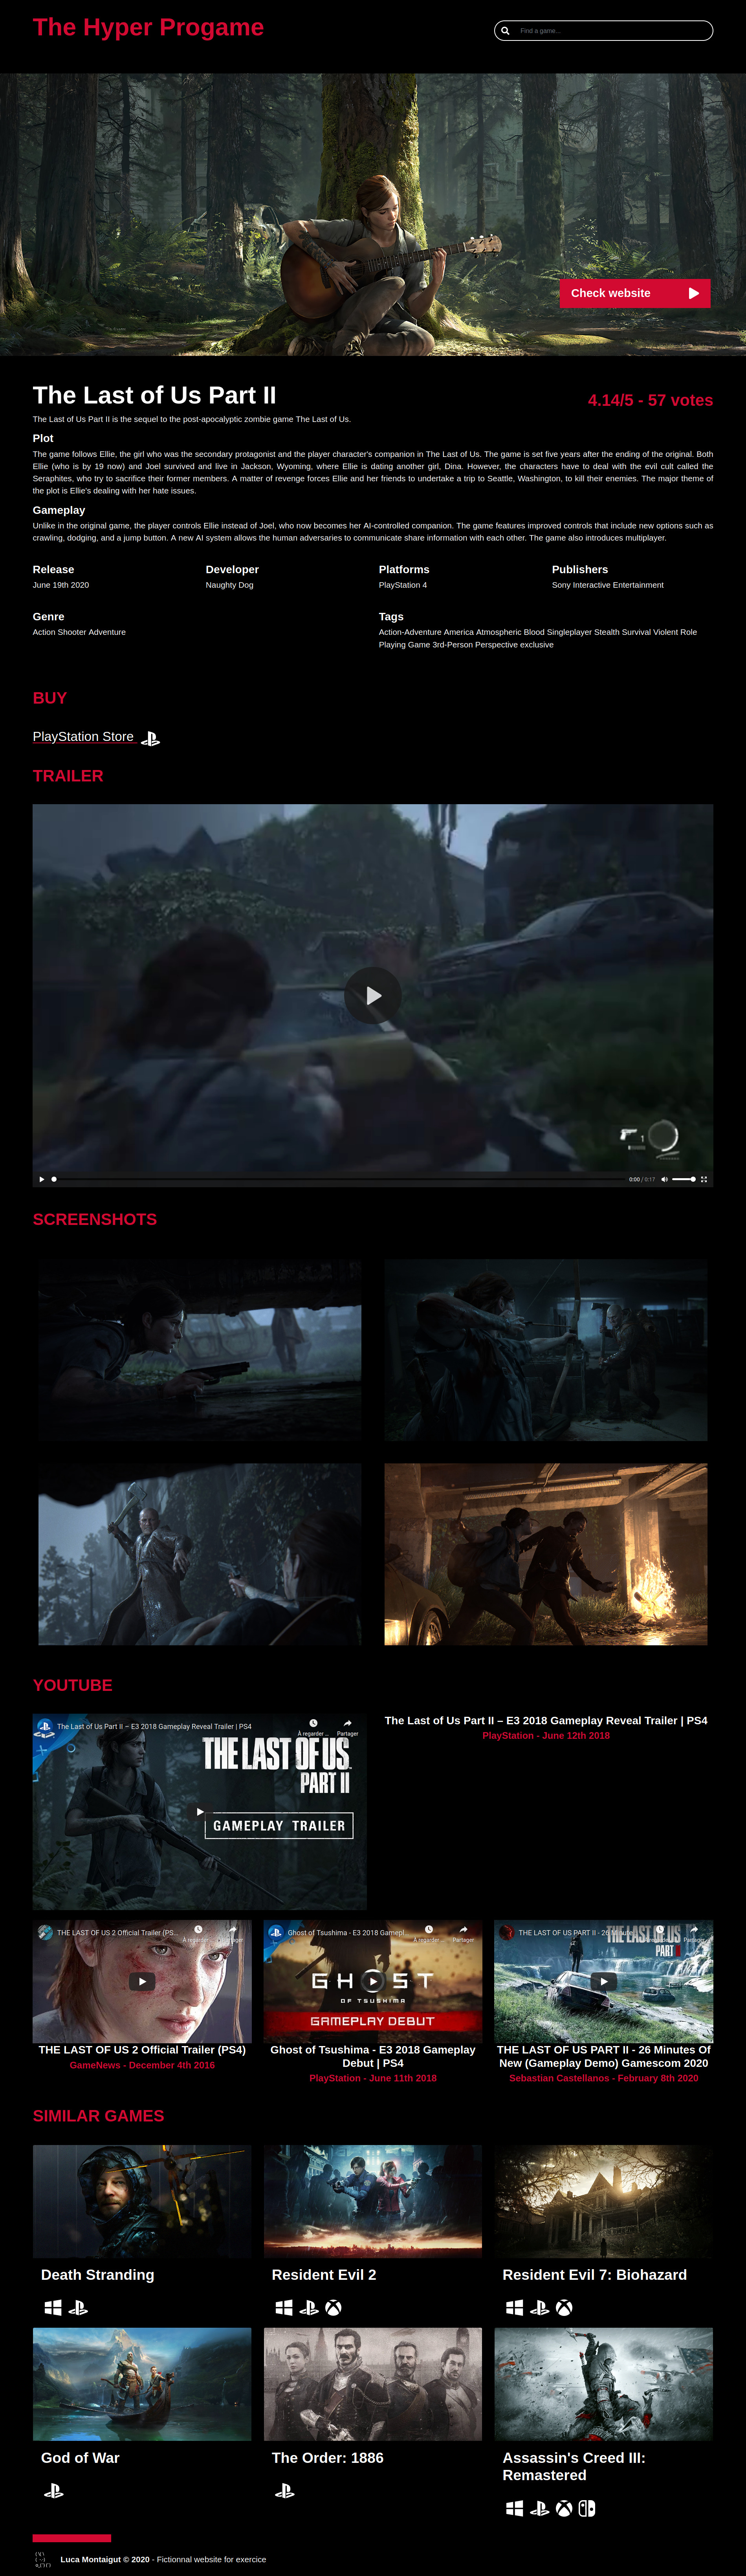 The Hyper Progame
Find a game...
Check website
The Last of Us Part II
4.14/5 - 57 votes
The Last of Us Part II is the sequel to the post-apocalyptic zombie game The Last of Us.
Plot
The game follows Ellie, the girl who was the secondary protagonist and the player character's companion in The Last of Us. The game is set five years after the ending of the original. Both
Ellie (who is by 19 now) and Joel survived and live in Jackson, Wyoming, where Ellie is dating another girl, Dina. However, the characters have to deal with the evil cult called the
Seraphites, who try to sacrifice their former members. A matter of revenge forces Ellie and her friends to undertake a trip to Seattle, Washington, to kill their enemies. The major theme of
the plot is Ellie's dealing with her hate issues.
Gameplay
Unlike in the original game, the player controls Ellie instead of Joel, who now becomes her AI-controlled companion. The game features improved controls that include new options such as
crawling, dodging, and a jump button. A new AI system allows the human adversaries to communicate share information with each other. The game also introduces multiplayer.
Release
June 19th 2020
Developer
Naughty Dog
Platforms
PlayStation 4
Publishers
Sony Interactive Entertainment
Genre
Action Shooter Adventure
Tags
Action-Adventure America Atmospheric Blood Singleplayer Stealth Survival Violent Role
Playing Game 3rd-Person Perspective exclusive
BUY
PlayStation Store
TRAILER
0:00 / 0:17
SCREENSHOTS
YOUTUBE
The Last of Us Part II – E3 2018 Gameplay Reveal Trailer | PS4
À regarder ...
Partager
THE LAST OF US
PART II
GAMEPLAY TRAILER
The Last of Us Part II – E3 2018 Gameplay Reveal Trailer | PS4
PlayStation - June 12th 2018
THE LAST OF US 2 Official Trailer (PS...
À regarder ...
Partager
THE LAST OF US 2 Official Trailer (PS4)
GameNews - December 4th 2016
Ghost of Tsushima - E3 2018 Gamepl...
À regarder ...
Partager
GHOST
OF TSUSHIMA
GAMEPLAY DEBUT
Ghost of Tsushima - E3 2018 Gameplay
Debut | PS4
PlayStation - June 11th 2018
THE LAST OF US PART II - 26 Minute
THE LAST OF US
PART II
Partager
THE LAST OF US PART II - 26 Minutes Of
New (Gameplay Demo) Gamescom 2020
Sebastian Castellanos - February 8th 2020
SIMILAR GAMES
Death Stranding
Resident Evil 2
Resident Evil 7: Biohazard
God of War
The Order: 1886
Assassin's Creed III:
Remastered
Luca Montaigut © 2020 - Fictionnal website for exercice